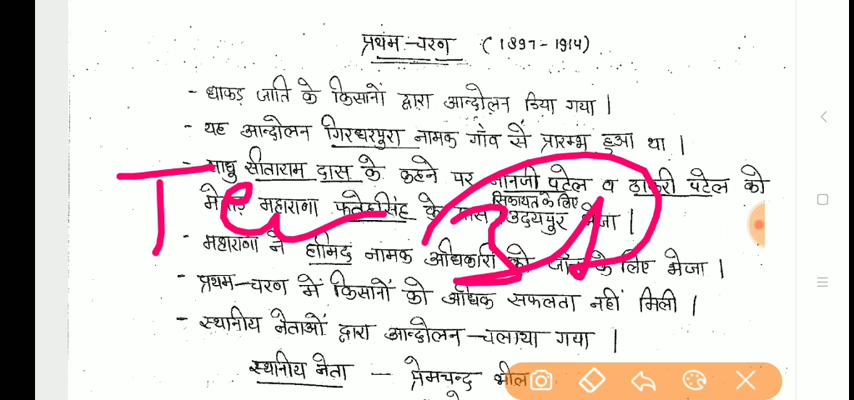 प्रथम-चरण (1897-1914)
- धाकड़ जाति के किसानों द्वारा आन्दोलन किया गया |
- यह आन्दोलन गिरधरपुरा नामक गाँव से प्रारम्भ हुआ था |
- साधु सीताराम दास के कहने पर नानजी पटेल व ठाकरी पटेल को
मेवाड़ महाराणा फतेहसिंह के पास सिकायत के लिए उदयपुर भेजा |
- महाराणा ने हामिद नामक अधिकारी को जाँच के लिए भेजा |
- प्रथम-चरण में किसानों को अधिक सफलता नहीं मिली |
- स्थानीय नेताओं द्वारा आन्दोलन चलाया गया |
स्थानीय नेता - प्रेमचन्द भील